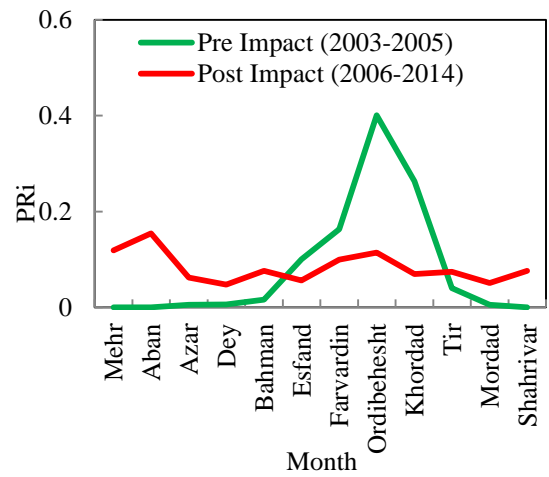 0.6
Pre Impact (2003-2005)
Post Impact (2006-2014)
0.4
PRi
0.2
0
Mehr
Aban
Azar
Dey
Bahman
Esfand
Farvardin
Ordibehesht
Khordad
Tir
Mordad
Shahrivar
Month